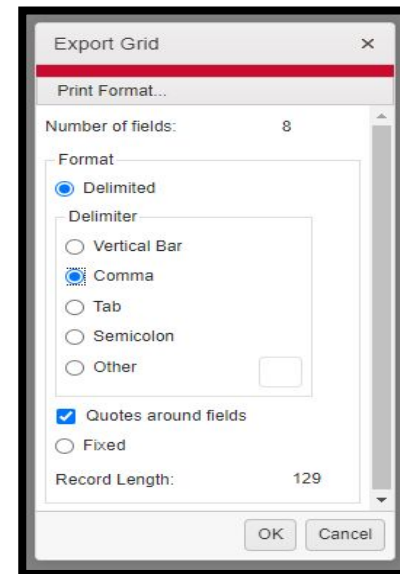 Export Grid ×
Print Format...
Number of fields: 8
Format
Delimited
Delimiter
Vertical Bar
Comma
Tab
Semicolon
Other
Quotes around fields
Fixed
Record Length: 129
OK Cancel